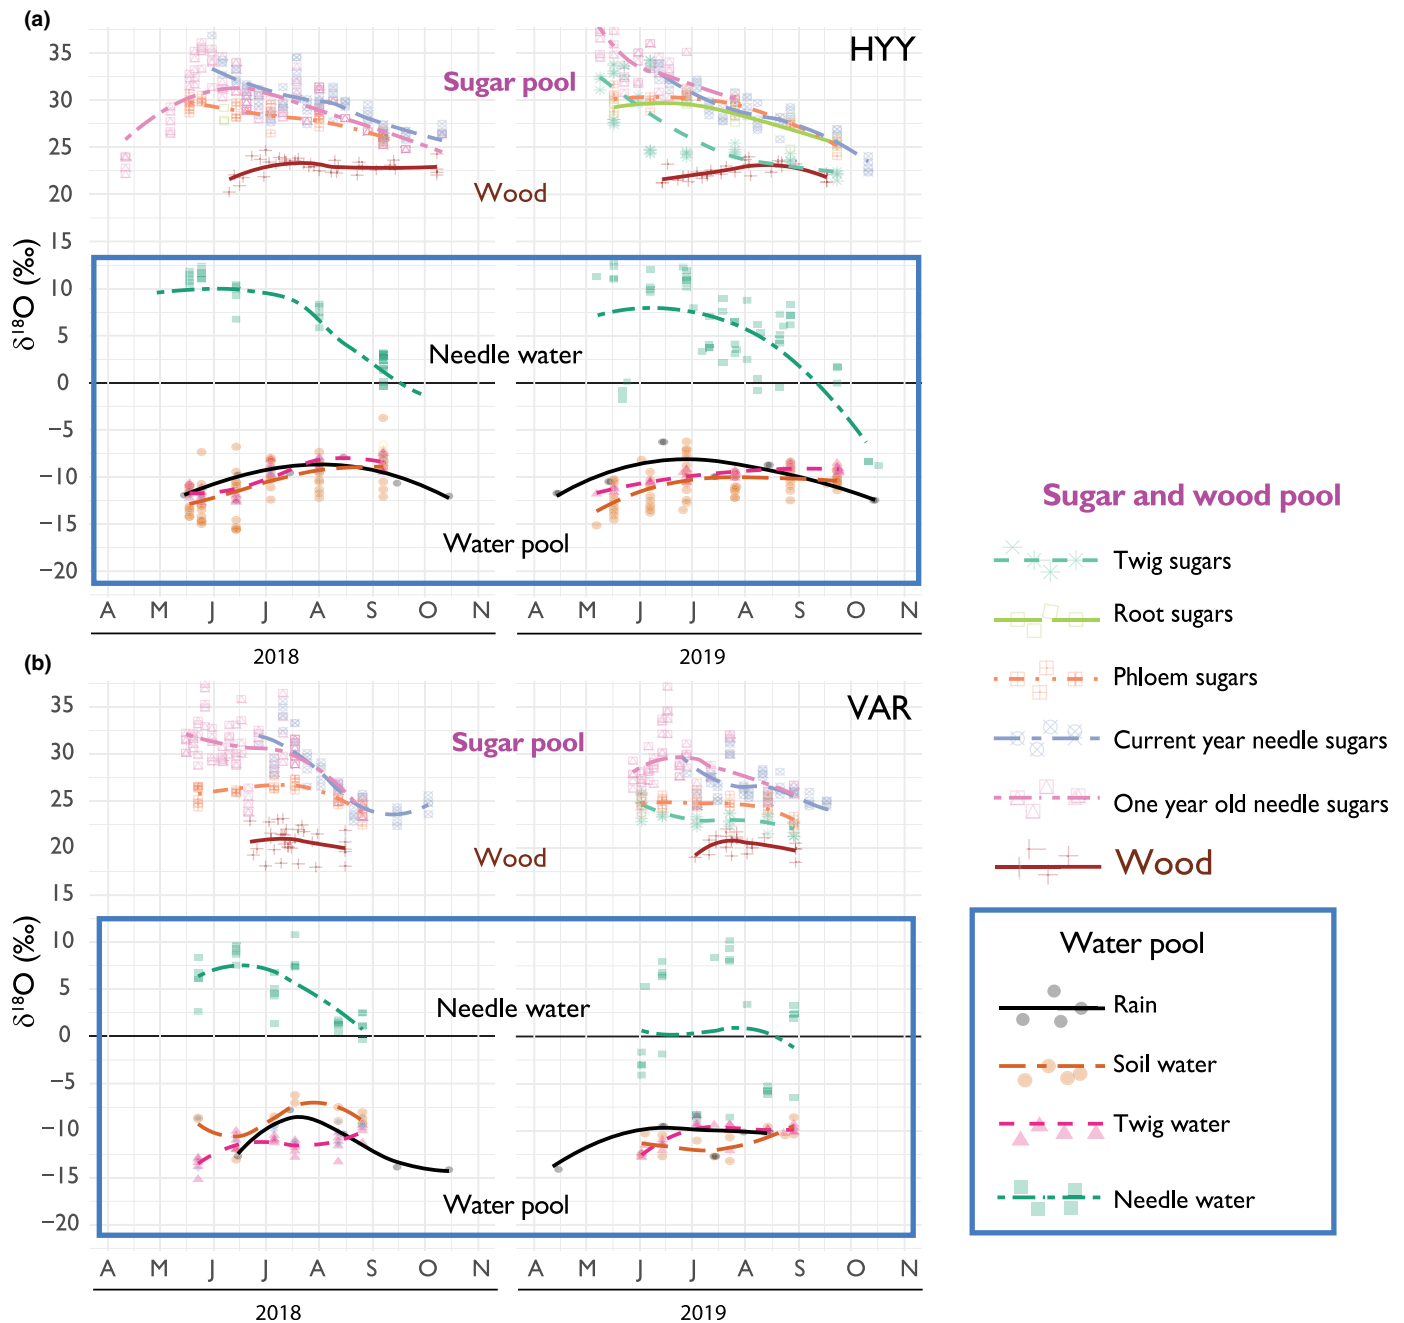 (a)
HYY
Sugar pool
Wood
35
30
25
20
15
10
5
0
−5
−10
−15
−20
δ18O (‰)
Needle water
Water pool
A M J J A S O N
A M J J A S O N
2018
2019
(b)
VAR
Sugar pool
Wood
35
30
25
20
15
10
5
0
−5
−10
−15
−20
δ18O (‰)
Needle water
Water pool
A M J J A S O N
A M J J A S O N
2018
2019
Sugar and wood pool
Twig sugars
Root sugars
Phloem sugars
Current year needle sugars
One year old needle sugars
Wood
Water pool
Rain
Soil water
Twig water
Needle water